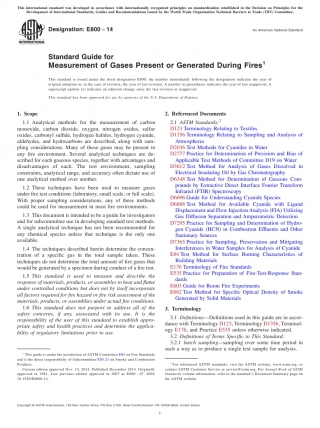 This international standard was developed in accordance with internationally recognized principles on standardization established in the Decision on Principles for the
Development of International Standards, Guides and Recommendations issued by the World Trade Organization Technical Barriers to Trade (TBT) Committee.
Designation: E800 − 14
An American National Standard
Standard Guide for
Measurement of Gases Present or Generated During Fires1
This standard is issued under the fixed designation E800; the number immediately following the designation indicates the year of
original adoption or, in the case of revision, the year of last revision. A number in parentheses indicates the year of last reapproval. A
superscript epsilon (ε) indicates an editorial change since the last revision or reapproval.
This standard has been approved for use by agencies of the U.S. Department of Defense.
1. Scope
1.1 Analytical methods for the measurement of carbon
monoxide, carbon dioxide, oxygen, nitrogen oxides, sulfur
oxides, carbonyl sulfide, hydrogen halides, hydrogen cyanide,
aldehydes, and hydrocarbons are described, along with sam-
pling considerations. Many of these gases may be present in
any fire environment. Several analytical techniques are de-
scribed for each gaseous species, together with advantages and
disadvantages of each. The test environment, sampling
constraints, analytical range, and accuracy often dictate use of
one analytical method over another.
1.2 These techniques have been used to measure gases
under fire test conditions (laboratory, small scale, or full scale).
With proper sampling considerations, any of these methods
could be used for measurement in most fire environments.
1.3 This document is intended to be a guide for investigators
and for subcommittee use in developing standard test methods.
A single analytical technique has not been recommended for
any chemical species unless that technique is the only one
available.
1.4 The techniques described herein determine the concen-
tration of a specific gas in the total sample taken. These
techniques do not determine the total amount of fire gases that
would be generated by a specimen during conduct of a fire test.
1.5 This standard is used to measure and describe the
response of materials, products, or assemblies to heat and flame
under controlled conditions but does not by itself incorporate
all factors required for fire hazard or fire risk assessment of the
materials, products, or assemblies under actual fire conditions.
1.6 This standard does not purport to address all of the
safety concerns, if any, associated with its use. It is the
responsibility of the user of this standard to establish appro-
priate safety and health practices and determine the applica-
bility of regulatory limitations prior to use.
1 This guide is under the jurisdiction of ASTM Committee E05 on Fire Standards
and is the direct responsibility of Subcommittee E05.21 on Smoke and Combustion
Products.
Current edition approved Nov. 15, 2014. Published December 2014. Originally
approved in 1981. Last previous edition approved in 2007 as E800 – 07. DOI:
10.1520/E0800-14.
2. Referenced Documents
2.1 ASTM Standards:2
D123 Terminology Relating to Textiles
D1356 Terminology Relating to Sampling and Analysis of
Atmospheres
D2036 Test Methods for Cyanides in Water
D2777 Practice for Determination of Precision and Bias of
Applicable Test Methods of Committee D19 on Water
D3612 Test Method for Analysis of Gases Dissolved in
Electrical Insulating Oil by Gas Chromatography
D6348 Test Method for Determination of Gaseous Com-
pounds by Extractive Direct Interface Fourier Transform
Infrared (FTIR) Spectroscopy
D6696 Guide for Understanding Cyanide Species
D6888 Test Method for Available Cyanide with Ligand
Displacement and Flow Injection Analysis (FIA) Utilizing
Gas Diffusion Separation and Amperometric Detection
D7295 Practice for Sampling and Determination of Hydro-
gen Cyanide (HCN) in Combustion Effluents and Other
Stationary Sources
D7365 Practice for Sampling, Preservation and Mitigating
Interferences in Water Samples for Analysis of Cyanide
E84 Test Method for Surface Burning Characteristics of
Building Materials
E176 Terminology of Fire Standards
E535 Practice for Preparation of Fire-Test-Response Stan-
dards
E603 Guide for Room Fire Experiments
E662 Test Method for Specific Optical Density of Smoke
Generated by Solid Materials
3. Terminology
3.1 Definitions—Definitions used in this guide are in accor-
dance with Terminology D123, Terminology D1356, Terminol-
ogy E176, and Practice E535 unless otherwise indicated.
3.2 Definitions of Terms Specific to This Standard:
3.2.1 batch sampling—sampling over some time period in
such a way as to produce a single test sample for analysis.
2 For referenced ASTM standards, visit the ASTM website, www.astm.org, or
contact ASTM Customer Service at service@astm.org. For Annual Book of ASTM
Standards volume information, refer to the standard's Document Summary page on
the ASTM website.
Copyright © ASTM International, 100 Barr Harbor Drive, PO Box C700, West Conshohocken, PA 19428-2959. United States
1